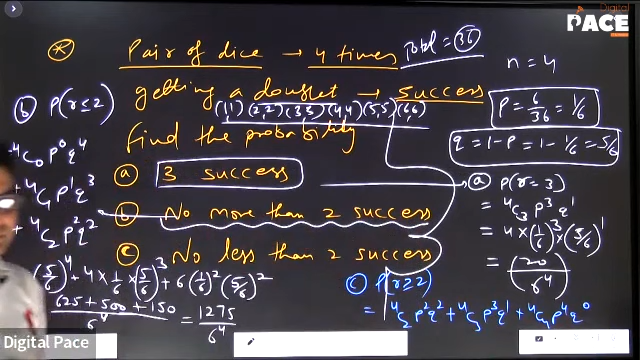 Digital
PACE
⊛ Pair of dice → 4 times
Total = 36
n = 4
getting a doublet → success
(11) (2,2) (3,3) (4,4) (5,5) (6,6)
P = 6/36 = 1/6
q = 1 - P = 1 - 1/6 = 5/6
Find the probability
ⓐ 3 success
ⓑ No more than 2 success
ⓒ No less than 2 success
ⓑ P(r ≤ 2)
⁴C₀ P⁰ q⁴
+ ⁴C₁ P¹ q³
+ ⁴C₂ P² q²
(5/6)⁴ + 4 × 1/6 × (5/6)³ + 6 (1/6)² (5/6)²
625 + 500 + 150 / 6⁴ = 1275 / 6⁴
ⓐ P(r = 3)
= ⁴C₃ P³ q¹
= 4 × (1/6)³ × (5/6)¹
= (20/6⁴)
ⓒ P(r ≥ 2)
= ⁴C₂ P² q² + ⁴C₃ P³ q¹ + ⁴C₄ P⁴ q⁰
Digital Pace